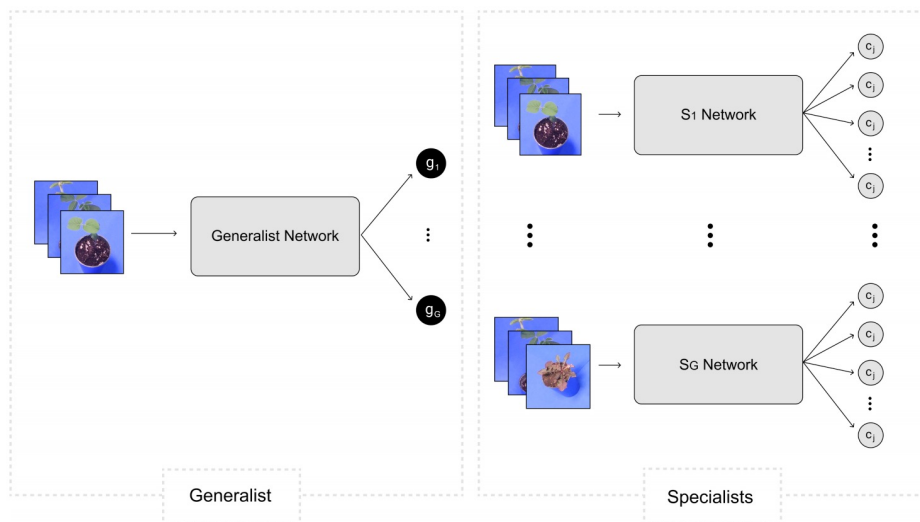 Generalist Network
g1
gG
Generalist
S1 Network
cj
cj
cj
cj
SG Network
cj
cj
cj
cj
Specialists